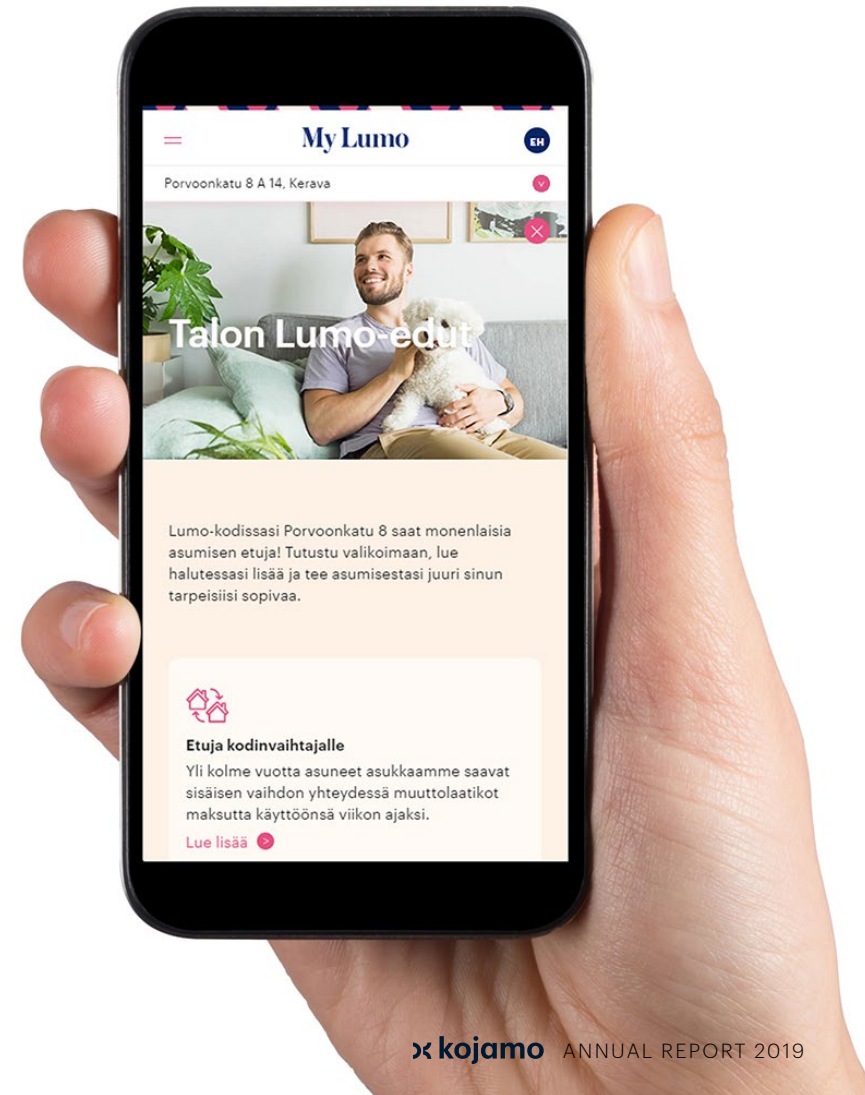 My Lumo
EH
Porvoonkatu 8 A 14, Kerava
Talon Lumo-edut
Lumo-kodissasi Porvoonkatu 8 saat monenlaisia
asumisen etuja! Tutustu valikoimaan, lue
halutessasi lisää ja tee asumisestasi juuri sinun
tarpeisiisi sopivaa.
Etuja kodinvaihtajalle
Yli kolme vuotta asuneet asukkaamme saavat
sisäisen vaihdon yhteydessä muuttolaatikot
maksutta käyttöönsä viikon ajaksi.
Lue lisää
kojamo ANNUAL REPORT 2019